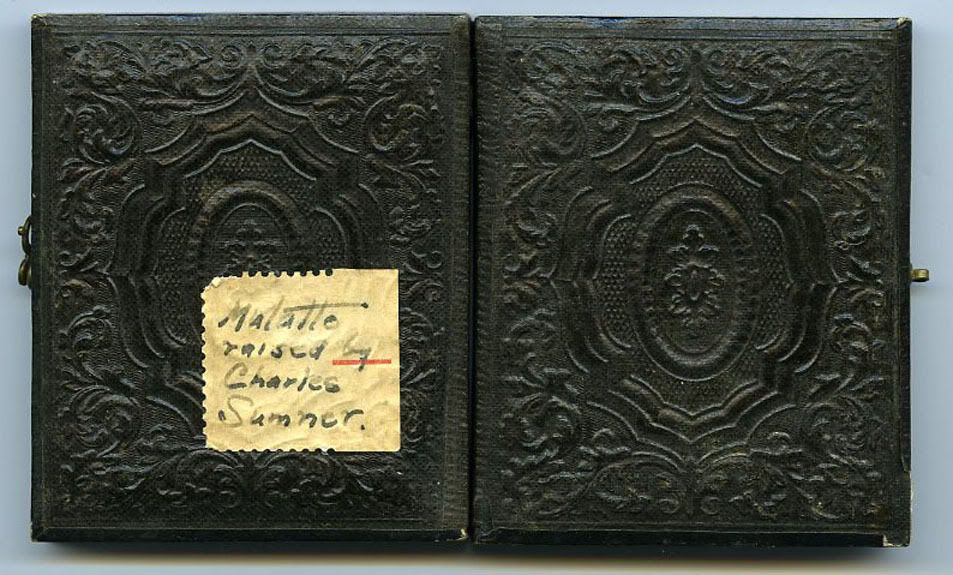 Mulatto
raised by
Charles
Sumner.